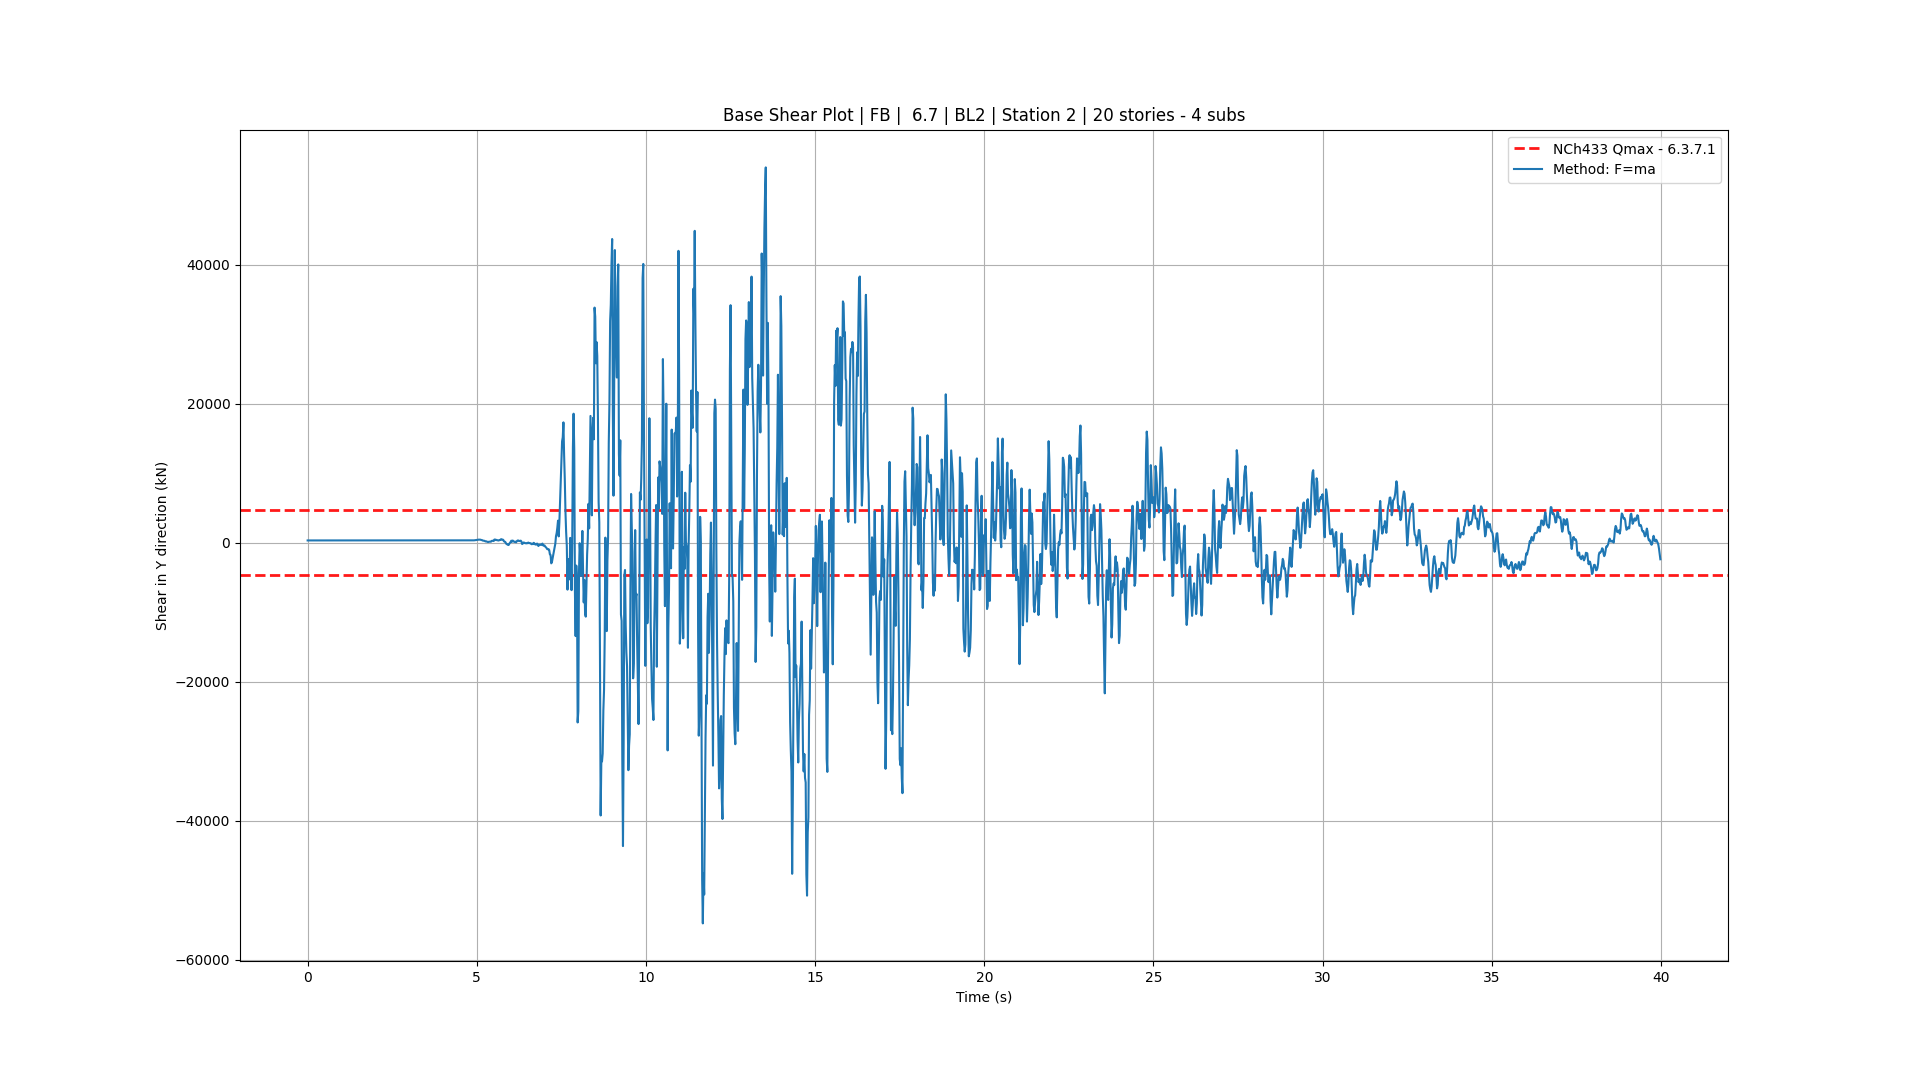 Base Shear Plot | FB |  6.7 | BL2 | Station 2 | 20 stories - 4 subs
NCh433 Qmax - 6.3.7.1
Method: F=ma
Shear in Y direction (kN)
40000
20000
0
−20000
−40000
−60000
0 5 10 15 20 25 30 35 40
Time (s)